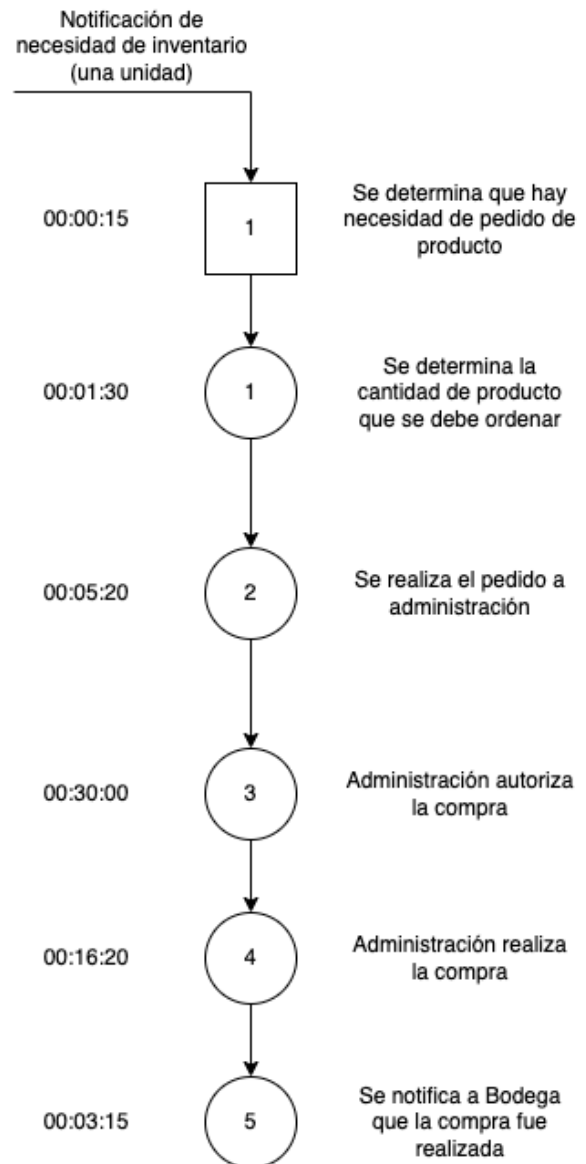 Notificación de
necesidad de inventario
(una unidad)
00:00:15
1
Se determina que hay
necesidad de pedido de
producto
00:01:30
1
Se determina la
cantidad de producto
que se debe ordenar
00:05:20
2
Se realiza el pedido a
administración
00:30:00
3
Administración autoriza
la compra
00:16:20
4
Administración realiza
la compra
00:03:15
5
Se notifica a Bodega
que la compra fue
realizada